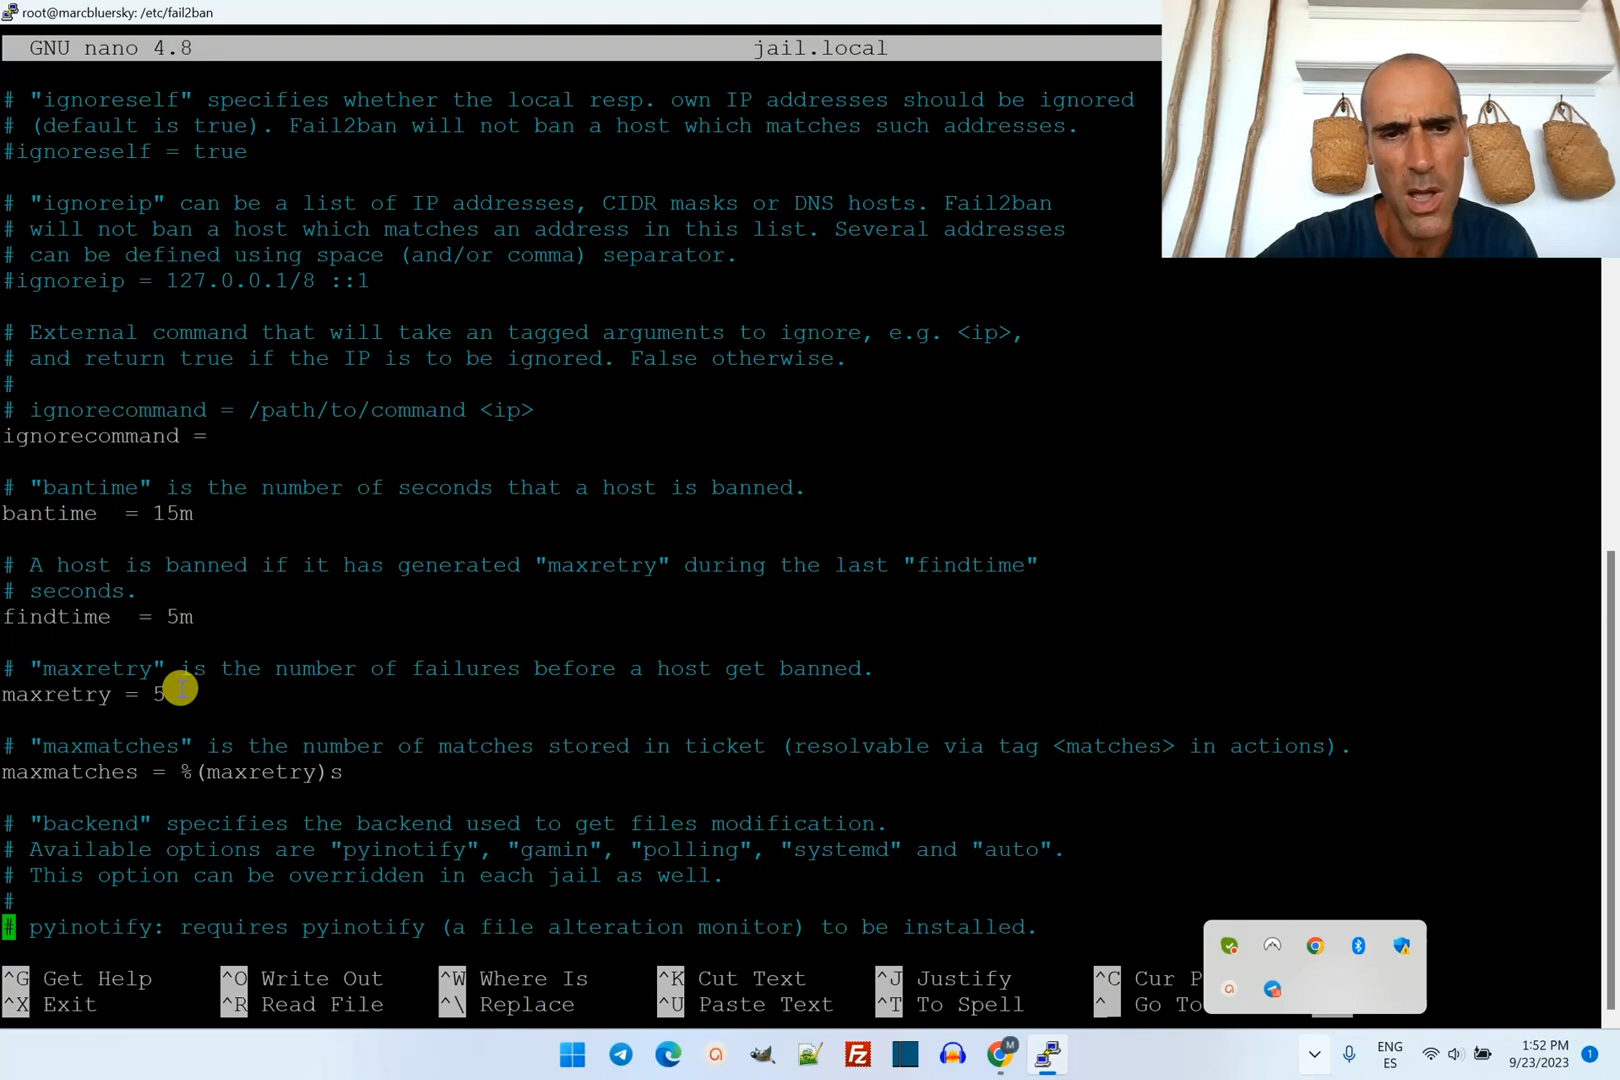 root@marcbluersky: /etc/fail2ban
GNU nano 4.8 jail.local
# "ignoreself" specifies whether the local resp. own IP addresses should be ignored
# (default is true). Fail2ban will not ban a host which matches such addresses.
#ignoreself = true
# "ignoreip" can be a list of IP addresses, CIDR masks or DNS hosts. Fail2ban
# will not ban a host which matches an address in this list. Several addresses
# can be defined using space (and/or comma) separator.
#ignoreip = 127.0.0.1/8 ::1
# External command that will take an tagged arguments to ignore, e.g. <ip>,
# and return true if the IP is to be ignored. False otherwise.
#
# ignorecommand = /path/to/command <ip>
ignorecommand =
# "bantime" is the number of seconds that a host is banned.
bantime  = 15m
# A host is banned if it has generated "maxretry" during the last "findtime"
# seconds.
findtime  = 5m
# "maxretry" is the number of failures before a host get banned.
maxretry = 5
# "maxmatches" is the number of matches stored in ticket (resolvable via tag <matches> in actions).
maxmatches = %(maxretry)s
# "backend" specifies the backend used to get files modification.
# Available options are "pyinotify", "gamin", "polling", "systemd" and "auto".
# This option can be overridden in each jail as well.
#
# pyinotify: requires pyinotify (a file alteration monitor) to be installed.
^G Get Help ^O Write Out ^W Where Is ^K Cut Text ^J Justify ^C Cur P
^X Exit ^R Read File ^\ Replace ^U Paste Text ^T To Spell ^_ Go To
M
ENG
ES
1:52 PM
9/23/2023
1